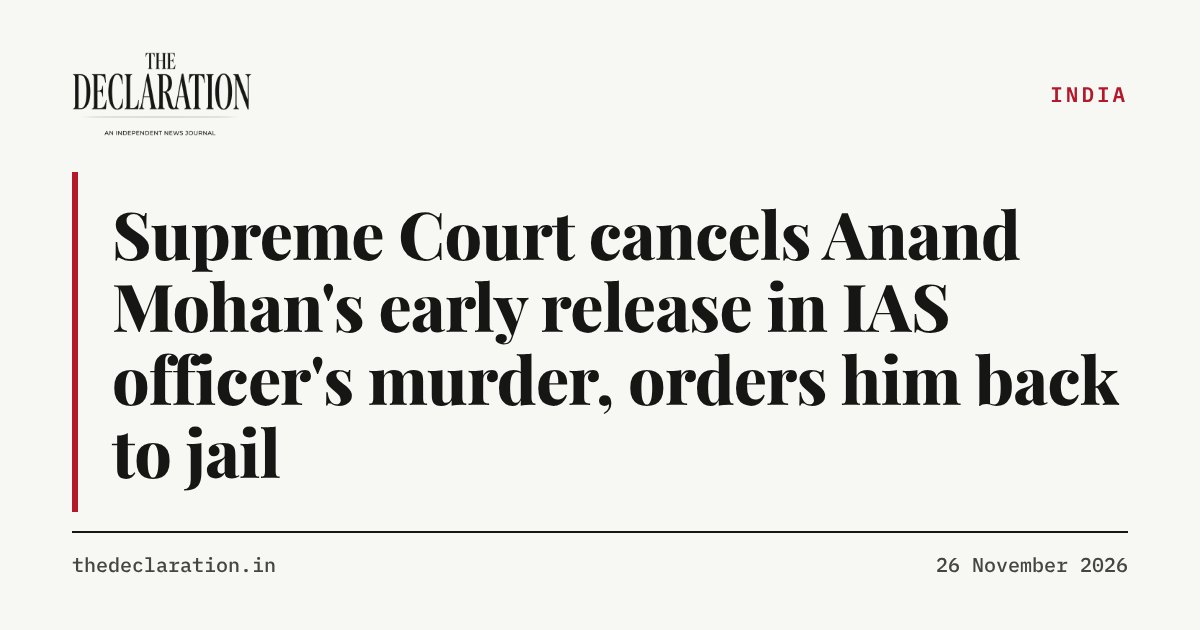 THE
DECLARATION
AN INDEPENDENT NEWS JOURNAL
INDIA
Supreme Court cancels Anand
Mohan's early release in IAS
officer's murder, orders him back
to jail
thedeclaration.in
26 November 2026